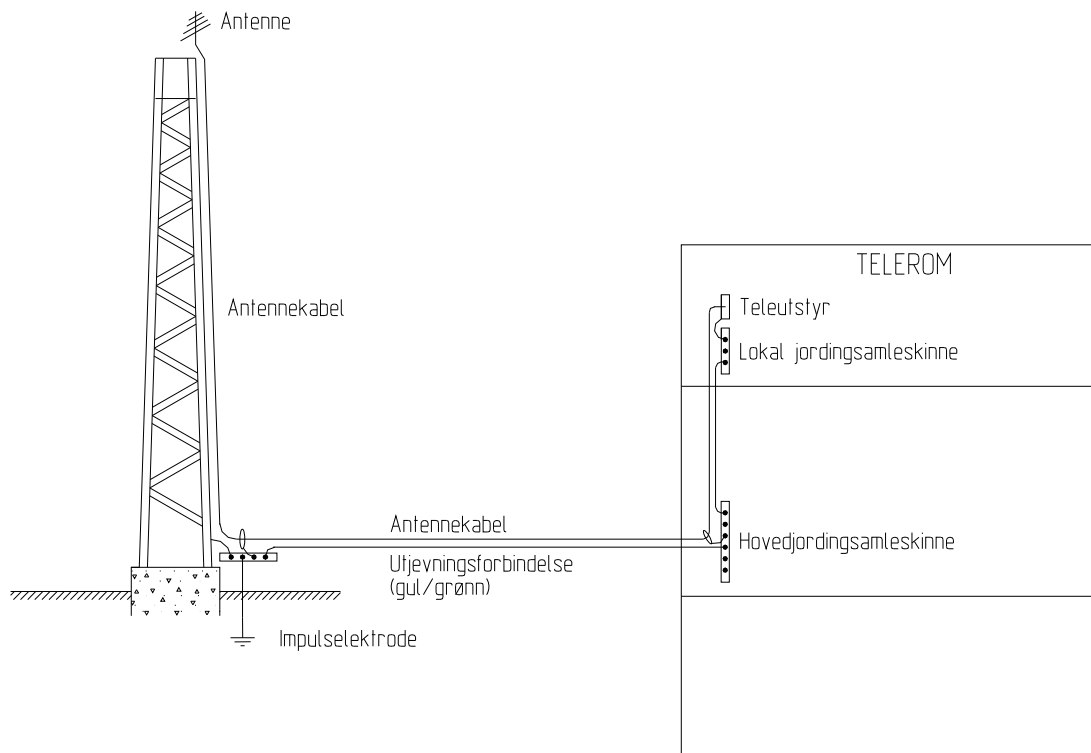 Antenne
TELEROM
Teleutstyr
Antennekabel
Lokal jordingsamleskinne
Antennekabel
Hovedjordingsamleskinne
Utjevningsforbindelse
(gul/grønn)
Impulselektrode